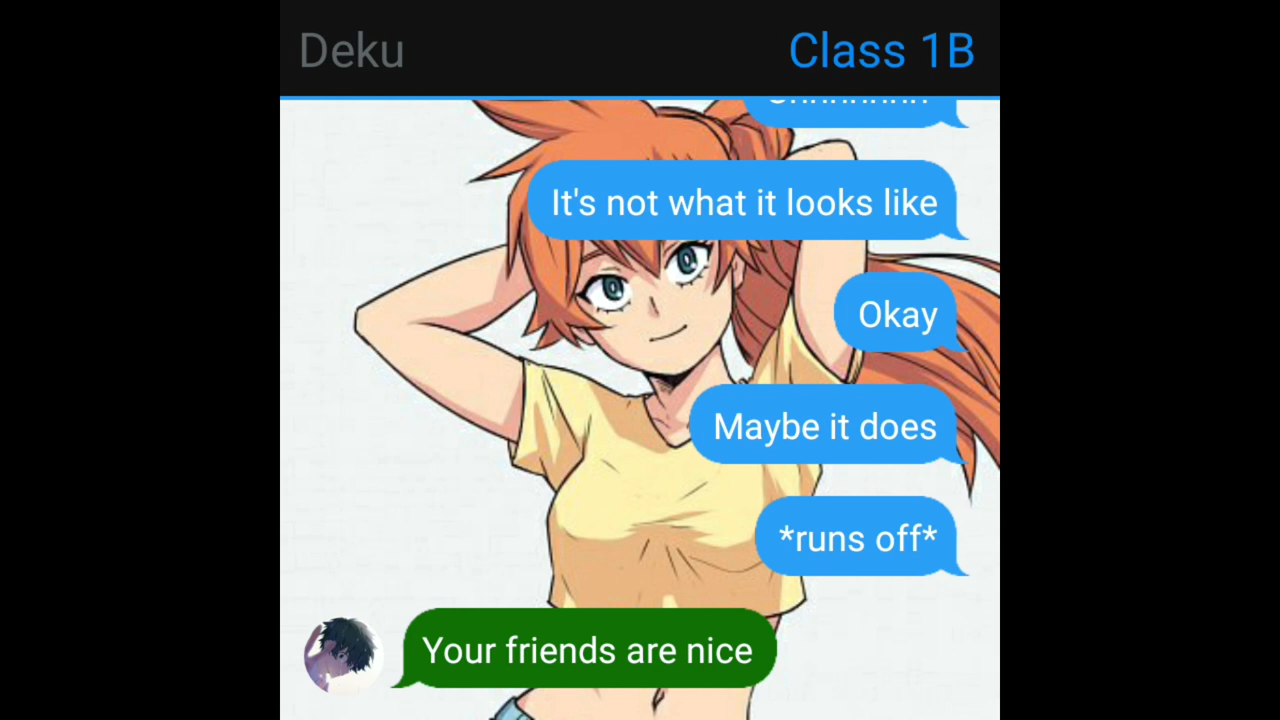 Deku
Class 1B
It's not what it looks like
Okay
Maybe it does
*runs off*
Your friends are nice